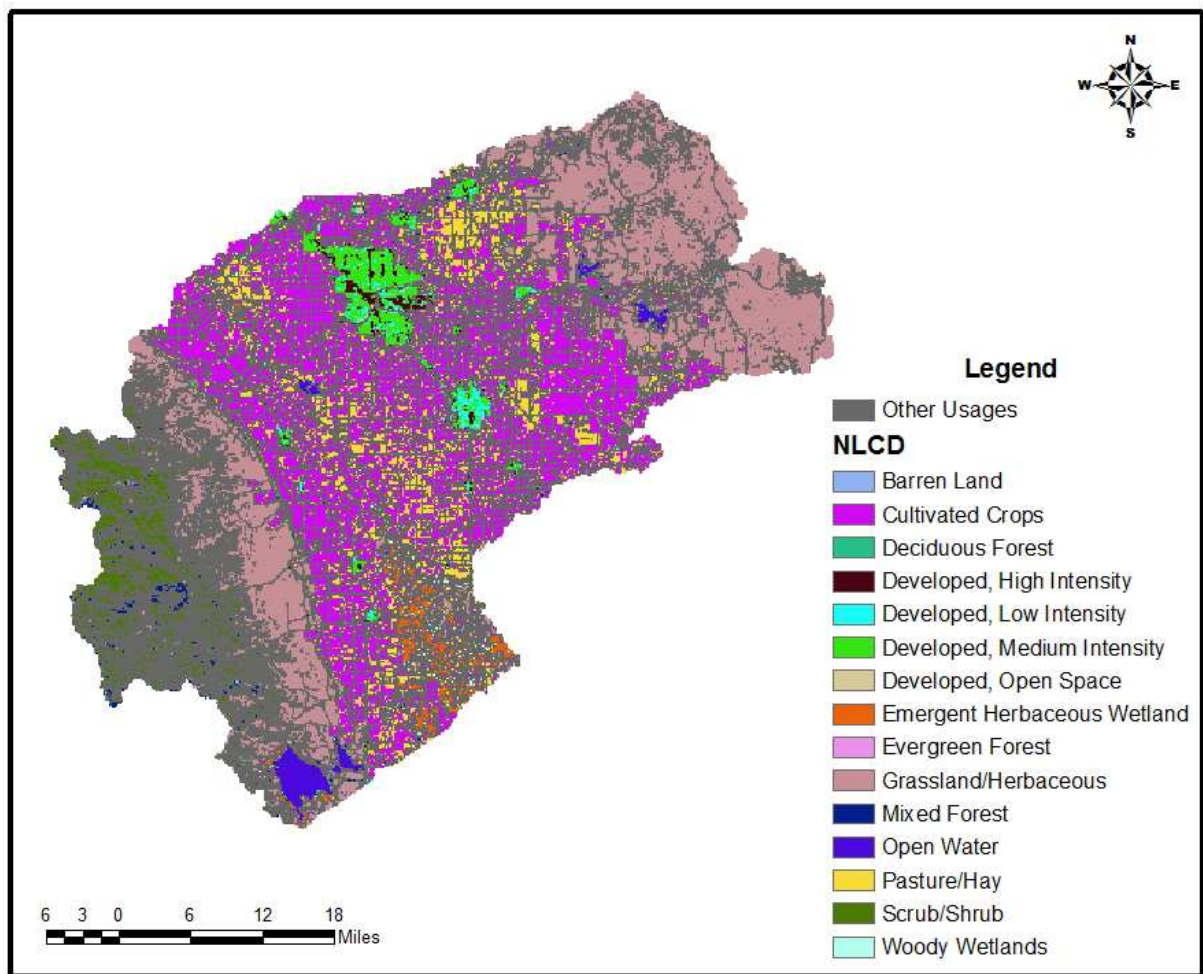 N
W E
S
Legend
Other Usages
NLCD
Barren Land
Cultivated Crops
Deciduous Forest
Developed, High Intensity
Developed, Low Intensity
Developed, Medium Intensity
Developed, Open Space
Emergent Herbaceous Wetland
Evergreen Forest
Grassland/Herbaceous
Mixed Forest
Open Water
Pasture/Hay
Scrub/Shrub
Woody Wetlands
6 3 0 6 12 18
Miles